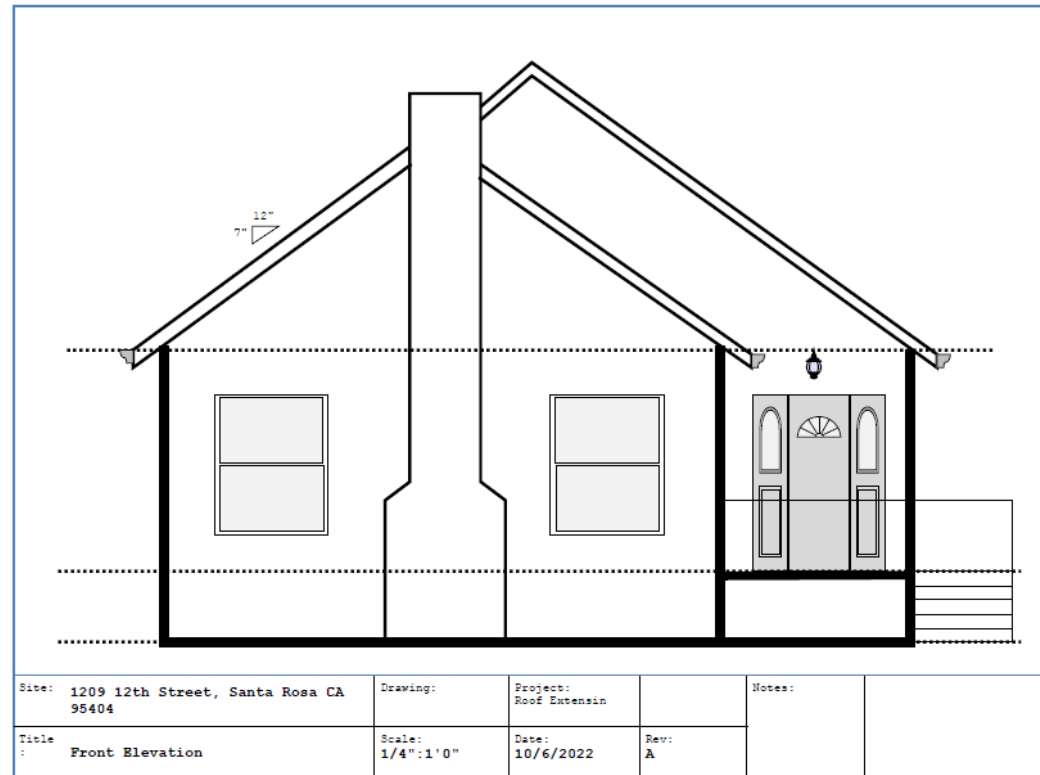 12"
7"
Site: 1209 12th Street, Santa Rosa CA
95404
Drawing:
Project:
Roof Extensin
Notes:
Title
: Front Elevation
Scale:
1/4":1'0"
Date:
10/6/2022
Rev:
A